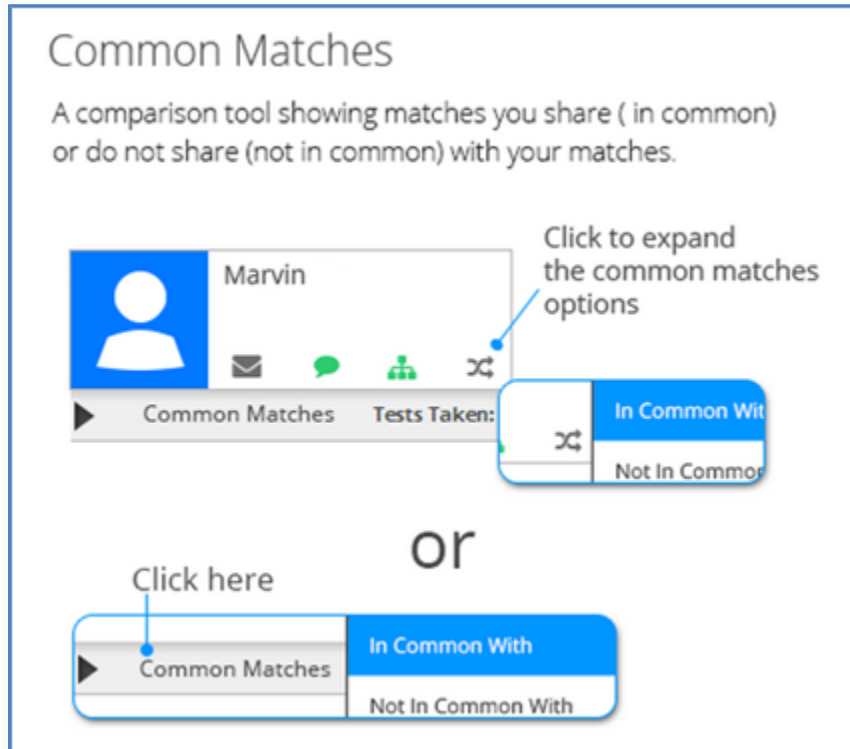 Common Matches
A comparison tool showing matches you share ( in common)
or do not share (not in common) with your matches.
Click to expand
the common matches
options
Marvin
Common Matches Tests Taken:
In Common Wit
Not In Common
or
Click here
In Common With
Common Matches
Not In Common With